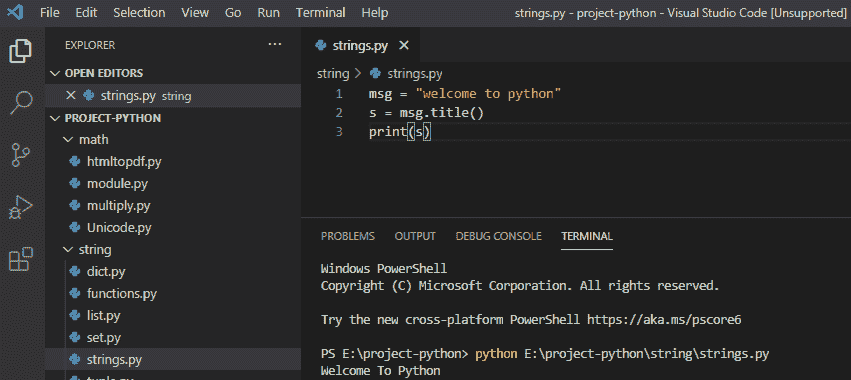 File Edit Selection View Go Run Terminal Help strings.py - project-python - Visual Studio Code [Unsupported]
EXPLORER
OPEN EDITORS
strings.py string
PROJECT-PYTHON
math
htmltopdf.py
module.py
multiply.py
Unicode.py
string
dict.py
functions.py
list.py
set.py
strings.py
tuple.py
strings.py
string > strings.py
1 msg = "welcome to python"
2 s = msg.title()
3 print(s)
PROBLEMS OUTPUT DEBUG CONSOLE TERMINAL
Windows PowerShell
Copyright (C) Microsoft Corporation. All rights reserved.
Try the new cross-platform PowerShell https://aka.ms/pscore6
PS E:\project-python> python E:\project-python\string\strings.py
Welcome To Python